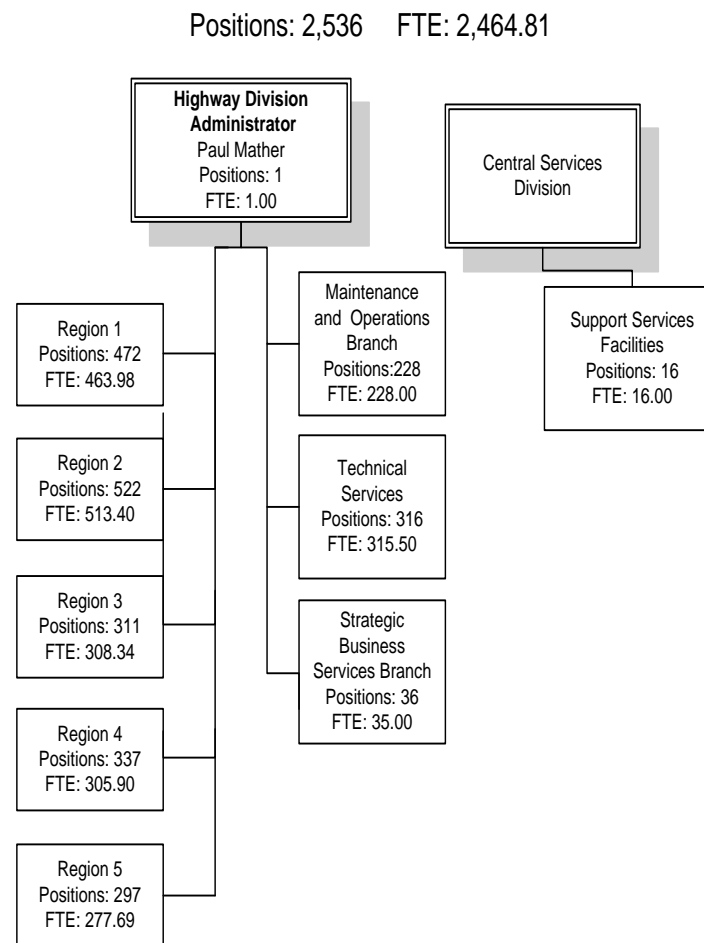 Positions: 2,536 FTE: 2,464.81
Highway Division
Administrator
Paul Mather
Positions: 1
FTE: 1.00
Central Services
Division
Region 1
Positions: 472
FTE: 463.98
Region 2
Positions: 522
FTE: 513.40
Region 3
Positions: 311
FTE: 308.34
Region 4
Positions: 337
FTE: 305.90
Region 5
Positions: 297
FTE: 277.69
Maintenance
and Operations
Branch
Positions:228
FTE: 228.00
Technical
Services
Positions: 316
FTE: 315.50
Strategic
Business
Services Branch
Positions: 36
FTE: 35.00
Support Services
Facilities
Positions: 16
FTE: 16.00